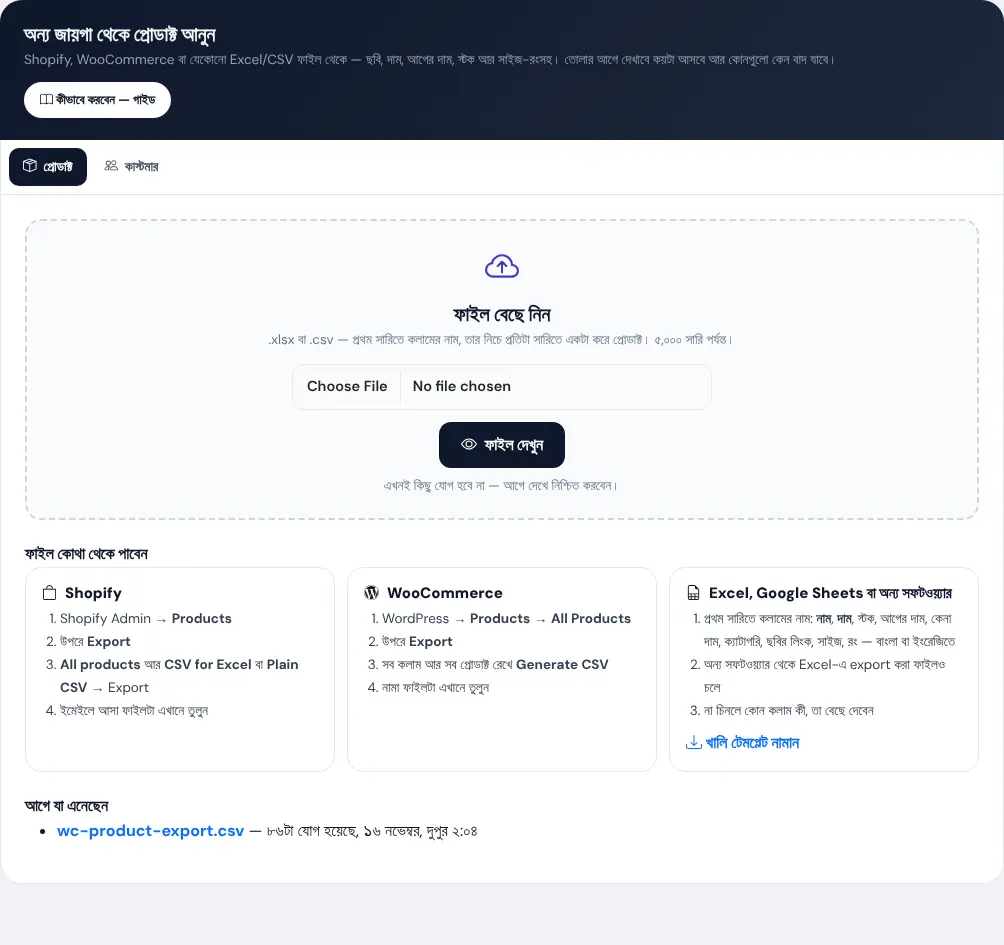 অন্য জায়গা থেকে প্রোডাক্ট আনুন
Shopify, WooCommerce বা যেকোনো Excel/CSV ফাইল থেকে — ছবি, দাম, আগের দাম, স্টক আর সাইজ-রংসহ। তোলার আগে দেখাবে কয়টা আসবে আর কোনগুলো কেন বাদ যাবে।
কীভাবে করবেন — গাইড
প্রোডাক্ট
কাস্টমার
ফাইল বেছে নিন
.xlsx বা .csv — প্রথম সারিতে কলামের নাম, তার নিচে প্রতিটা সারিতে একটা করে প্রোডাক্ট। ৫,০০০ সারি পর্যন্ত।
Choose File No file chosen
ফাইল দেখুন
এখনই কিছু যোগ হবে না — আগে দেখে নিশ্চিত করবেন।
ফাইল কোথা থেকে পাবেন
Shopify
1. Shopify Admin → Products
2. উপরে Export
3. All products আর CSV for Excel বা Plain
CSV → Export
4. ইমেইলে আসা ফাইলটা এখানে তুলুন
WooCommerce
1. WordPress → Products → All Products
2. উপরে Export
3. সব কলাম আর সব প্রোডাক্ট রেখে Generate CSV
4. নামা ফাইলটা এখানে তুলুন
Excel, Google Sheets বা অন্য সফটওয়্যার
1. প্রথম সারিতে কলামের নাম: নাম, দাম, স্টক, আগের দাম, কেনা
দাম, ক্যাটাগরি, ছবির লিংক, সাইজ, রং — বাংলা বা ইংরেজিতে
2. অন্য সফটওয়্যার থেকে Excel-এ export করা ফাইলও
চলে
3. না চিনলে কোন কলাম কী, তা বেছে দেবেন
খালি টেমপ্লেট নামান
আগে যা এনেছেন
• wc-product-export.csv — ৮৬টা যোগ হয়েছে, ১৬ নভেম্বর, দুপুর ২:০৪